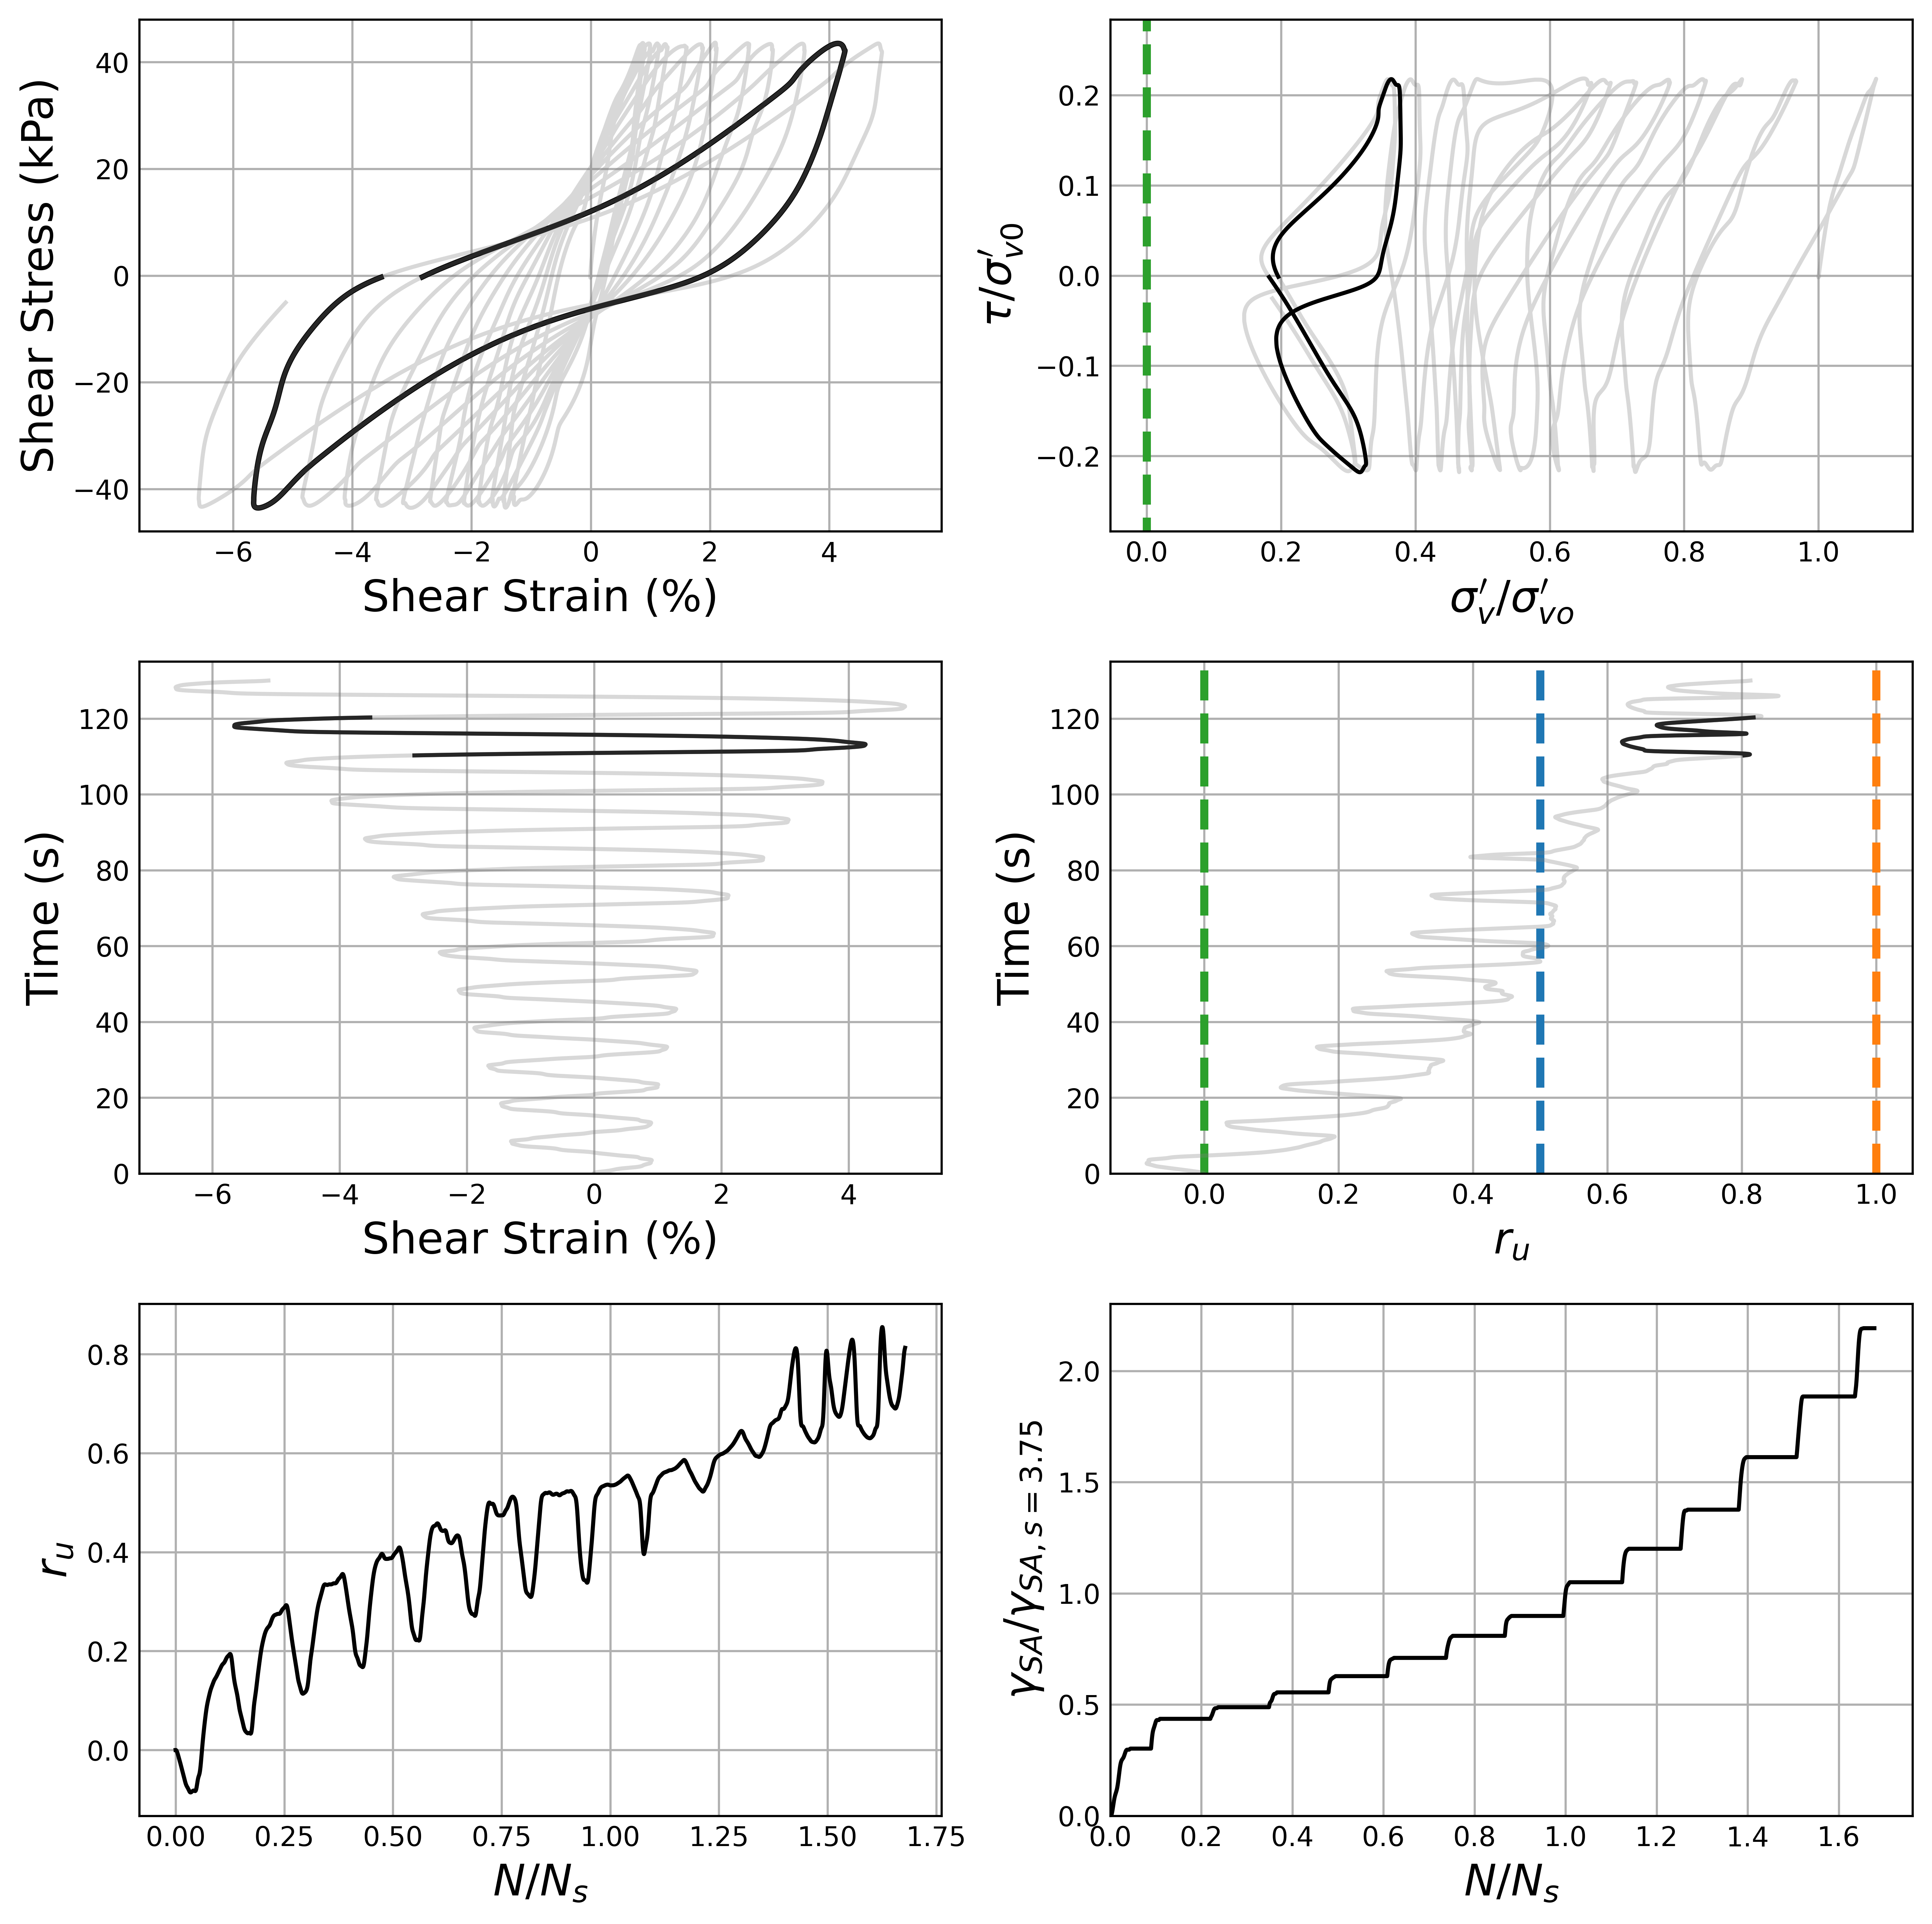 40
20
0
−20
−40
Shear Stress (kPa)
−6 −4 −2 0 2 4
Shear Strain (%)
0.2
0.1
0.0
−0.1
−0.2
τ/σ′v0
0.0 0.2 0.4 0.6 0.8 1.0
σ′v/σ′vo
120
100
80
60
40
20
0
Time (s)
−6 −4 −2 0 2 4
Shear Strain (%)
120
100
80
60
40
20
0
Time (s)
0.0 0.2 0.4 0.6 0.8 1.0
ru
0.8
0.6
0.4
0.2
0.0
ru
0.00 0.25 0.50 0.75 1.00 1.25 1.50 1.75
N/Ns
2.0
1.5
1.0
0.5
0.0
γSA/γSA, s = 3.75
0.0 0.2 0.4 0.6 0.8 1.0 1.2 1.4 1.6
N/Ns